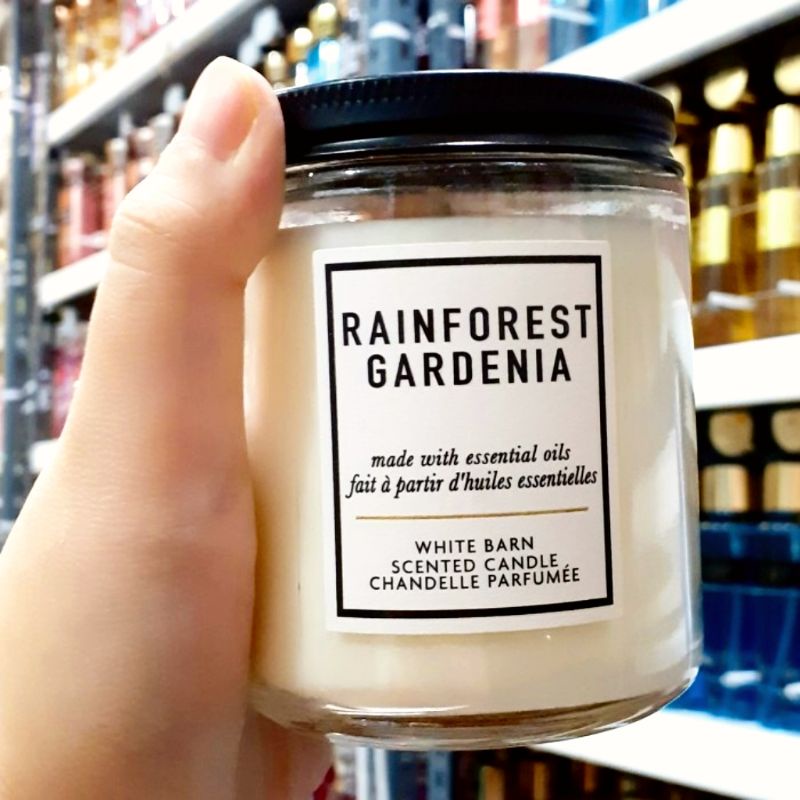 RAINFOREST
GARDENIA
made with essential oils
fait à partir d'huiles essentielles
WHITE BARN
SCENTED CANDLE
CHANDELLE PARFUMÉE